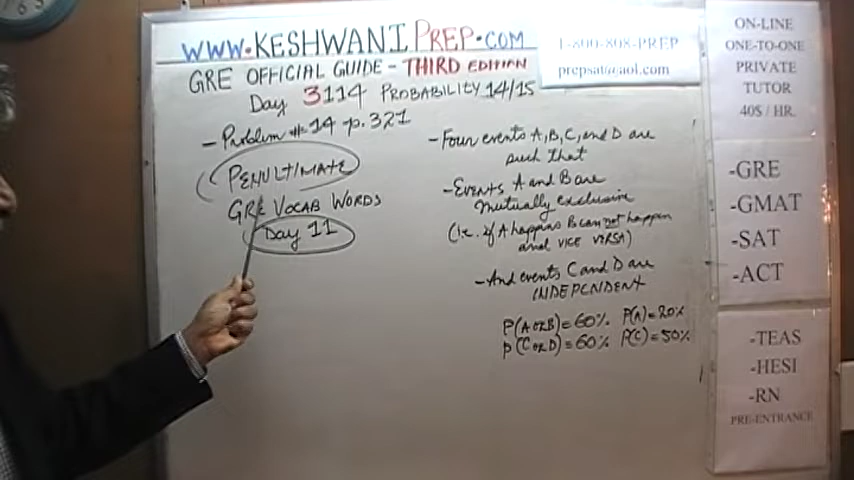 WWW.KESHWANIPREP.COM
GRE OFFICIAL GUIDE - THIRD EDITION
Day 3114 PROBABILITY 14/15
- Problem #14 p. 321
PENULTIMATE
GRE VOCAB WORDS
Day 11
- Four events A, B, C, and D are
such that
- Events A and B are
Mutually exclusive
(i.e. if A happens B cannot happen
and VICE VERSA)
- And events C and D are
INDEPENDENT
P(A or B) = 60% P(A) = 20%
P(C or D) = 60% P(C) = 50%
1-800-808-PREP
prepsat@aol.com
ON-LINE
ONE-TO-ONE
PRIVATE
TUTOR
40$ / HR.
-GRE
-GMAT
-SAT
-ACT
-TEAS
-HESI
-RN
PRE-ENTRANCE